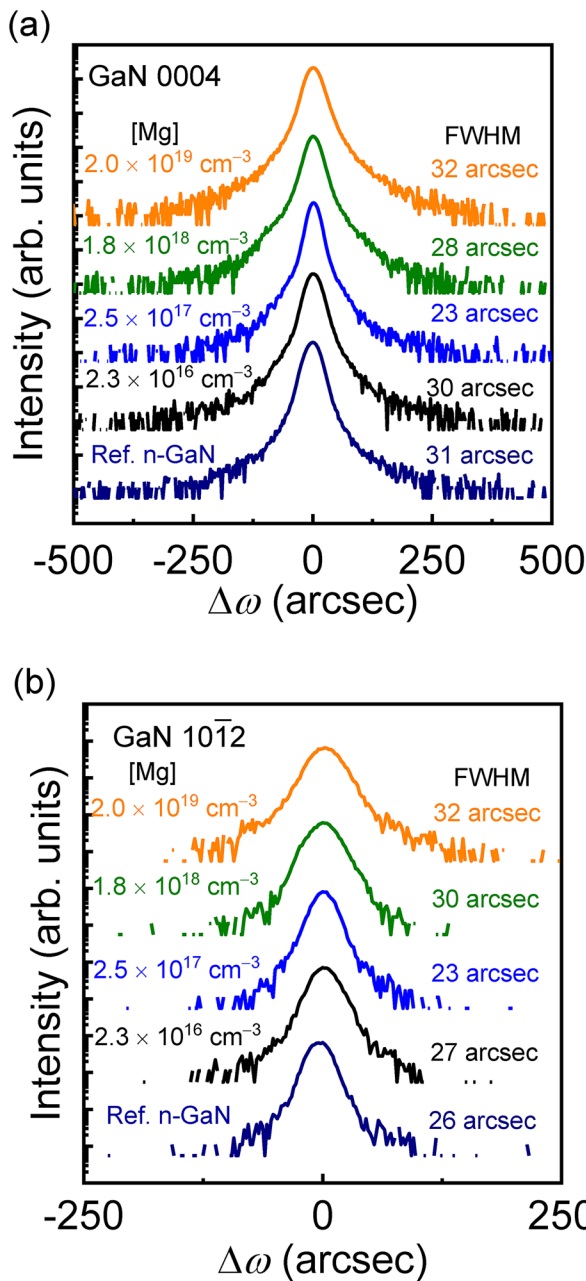 (a)
GaN 0004
[Mg] FWHM
2.0 × 10¹⁹ cm⁻³ 32 arcsec
1.8 × 10¹⁸ cm⁻³ 28 arcsec
2.5 × 10¹⁷ cm⁻³ 23 arcsec
2.3 × 10¹⁶ cm⁻³ 30 arcsec
Ref. n-GaN 31 arcsec
Intensity (arb. units)
-500 -250 0 250 500
Δω (arcsec)
(b)
GaN 101̅2
[Mg] FWHM
2.0 × 10¹⁹ cm⁻³ 32 arcsec
1.8 × 10¹⁸ cm⁻³ 30 arcsec
2.5 × 10¹⁷ cm⁻³ 23 arcsec
2.3 × 10¹⁶ cm⁻³ 27 arcsec
Ref. n-GaN 26 arcsec
Intensity (arb. units)
-250 0 250
Δω (arcsec)